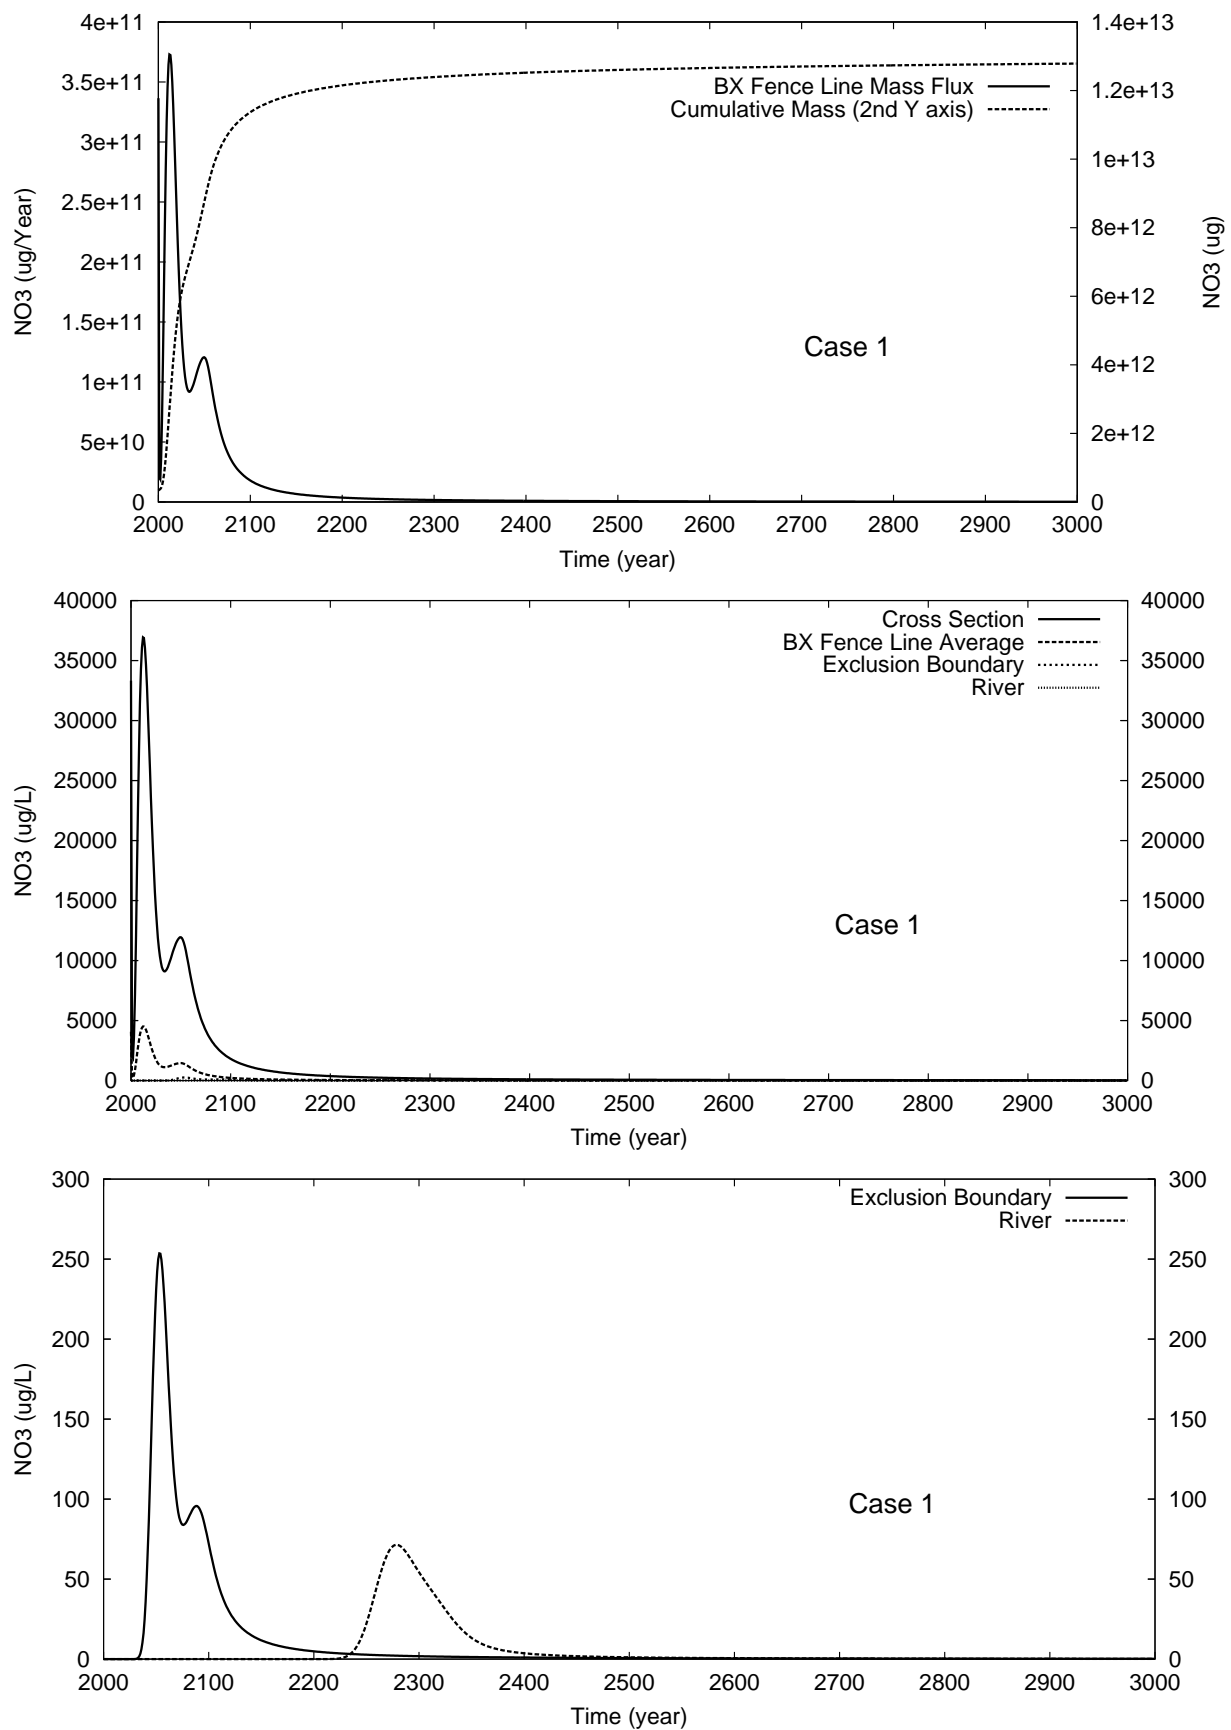 4e+11
3.5e+11
3e+11
2.5e+11
2e+11
1.5e+11
1e+11
5e+10
0
NO3 (ug/Year)
1.4e+13
1.2e+13
1e+13
8e+12
6e+12
4e+12
2e+12
0
NO3 (ug)
BX Fence Line Mass Flux
Cumulative Mass (2nd Y axis)
Case 1
2000 2100 2200 2300 2400 2500 2600 2700 2800 2900 3000
Time (year)
40000
35000
30000
25000
20000
15000
10000
5000
0
NO3 (ug/L)
40000
35000
30000
25000
20000
15000
10000
5000
0
Cross Section
BX Fence Line Average
Exclusion Boundary
River
Case 1
2000 2100 2200 2300 2400 2500 2600 2700 2800 2900 3000
Time (year)
300
250
200
150
100
50
0
NO3 (ug/L)
300
250
200
150
100
50
0
Exclusion Boundary
River
Case 1
2000 2100 2200 2300 2400 2500 2600 2700 2800 2900 3000
Time (year)